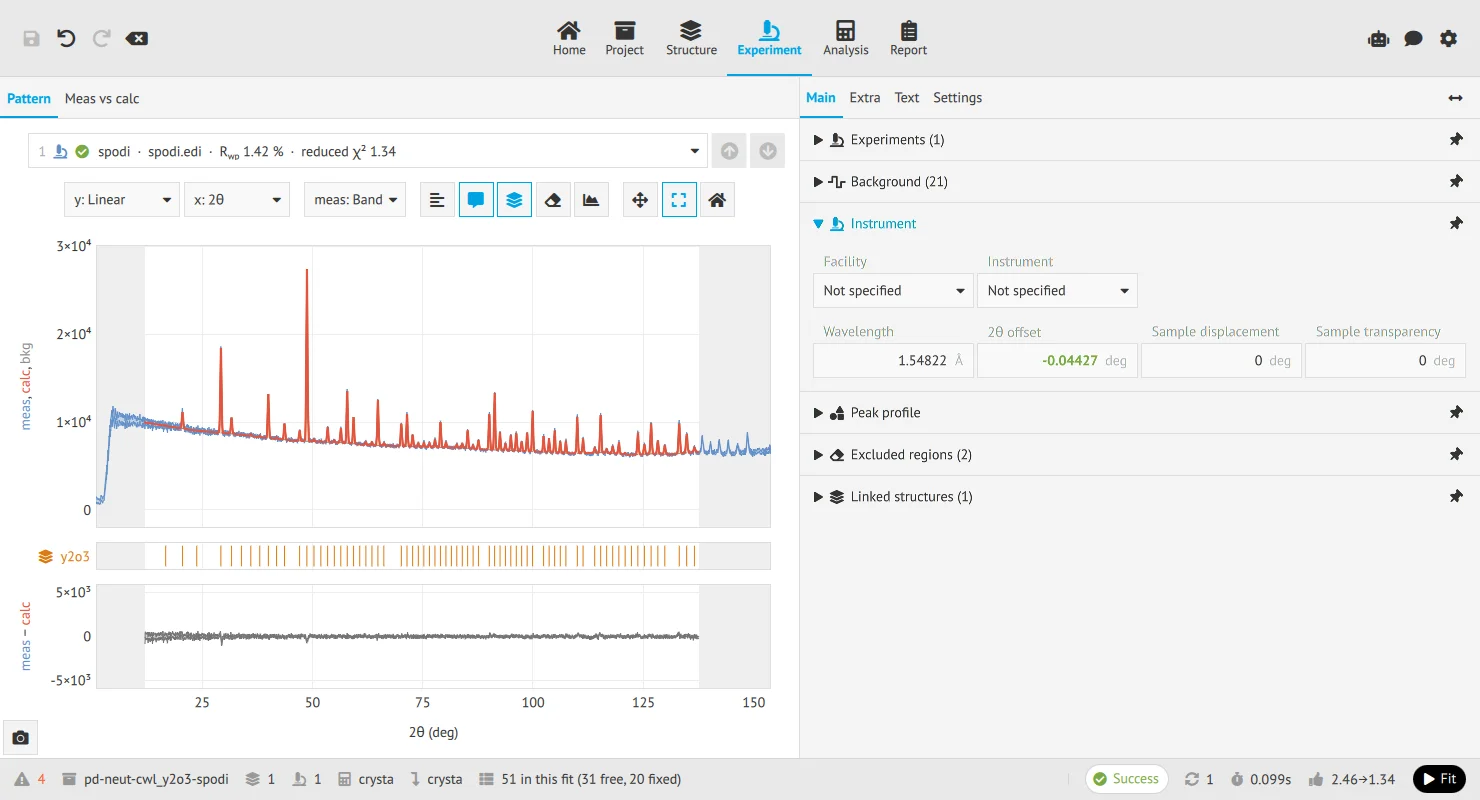 Home
Project
Structure
Experiment
Analysis
Report
Pattern
Meas vs calc
1 spodi · spodi.edi · Rwp 1.42 % · reduced χ² 1.34
y: Linear
x: 2θ
meas: Band
3×10⁴
2×10⁴
1×10⁴
0
meas, calc, bkg
y2o3
5×10³
0
-5×10³
meas − calc
25 50 75 100 125 150
2θ (deg)
Main Extra Text Settings
Experiments (1)
Background (21)
Instrument
Facility Instrument
Not specified Not specified
Wavelength 2θ offset Sample displacement Sample transparency
1.54822 Å -0.04427 deg 0 deg 0 deg
Peak profile
Excluded regions (2)
Linked structures (1)
4 pd-neut-cwl_y2o3-spodi 1 1 crysta crysta 51 in this fit (31 free, 20 fixed) Success 1 0.099s 2.46→1.34 Fit